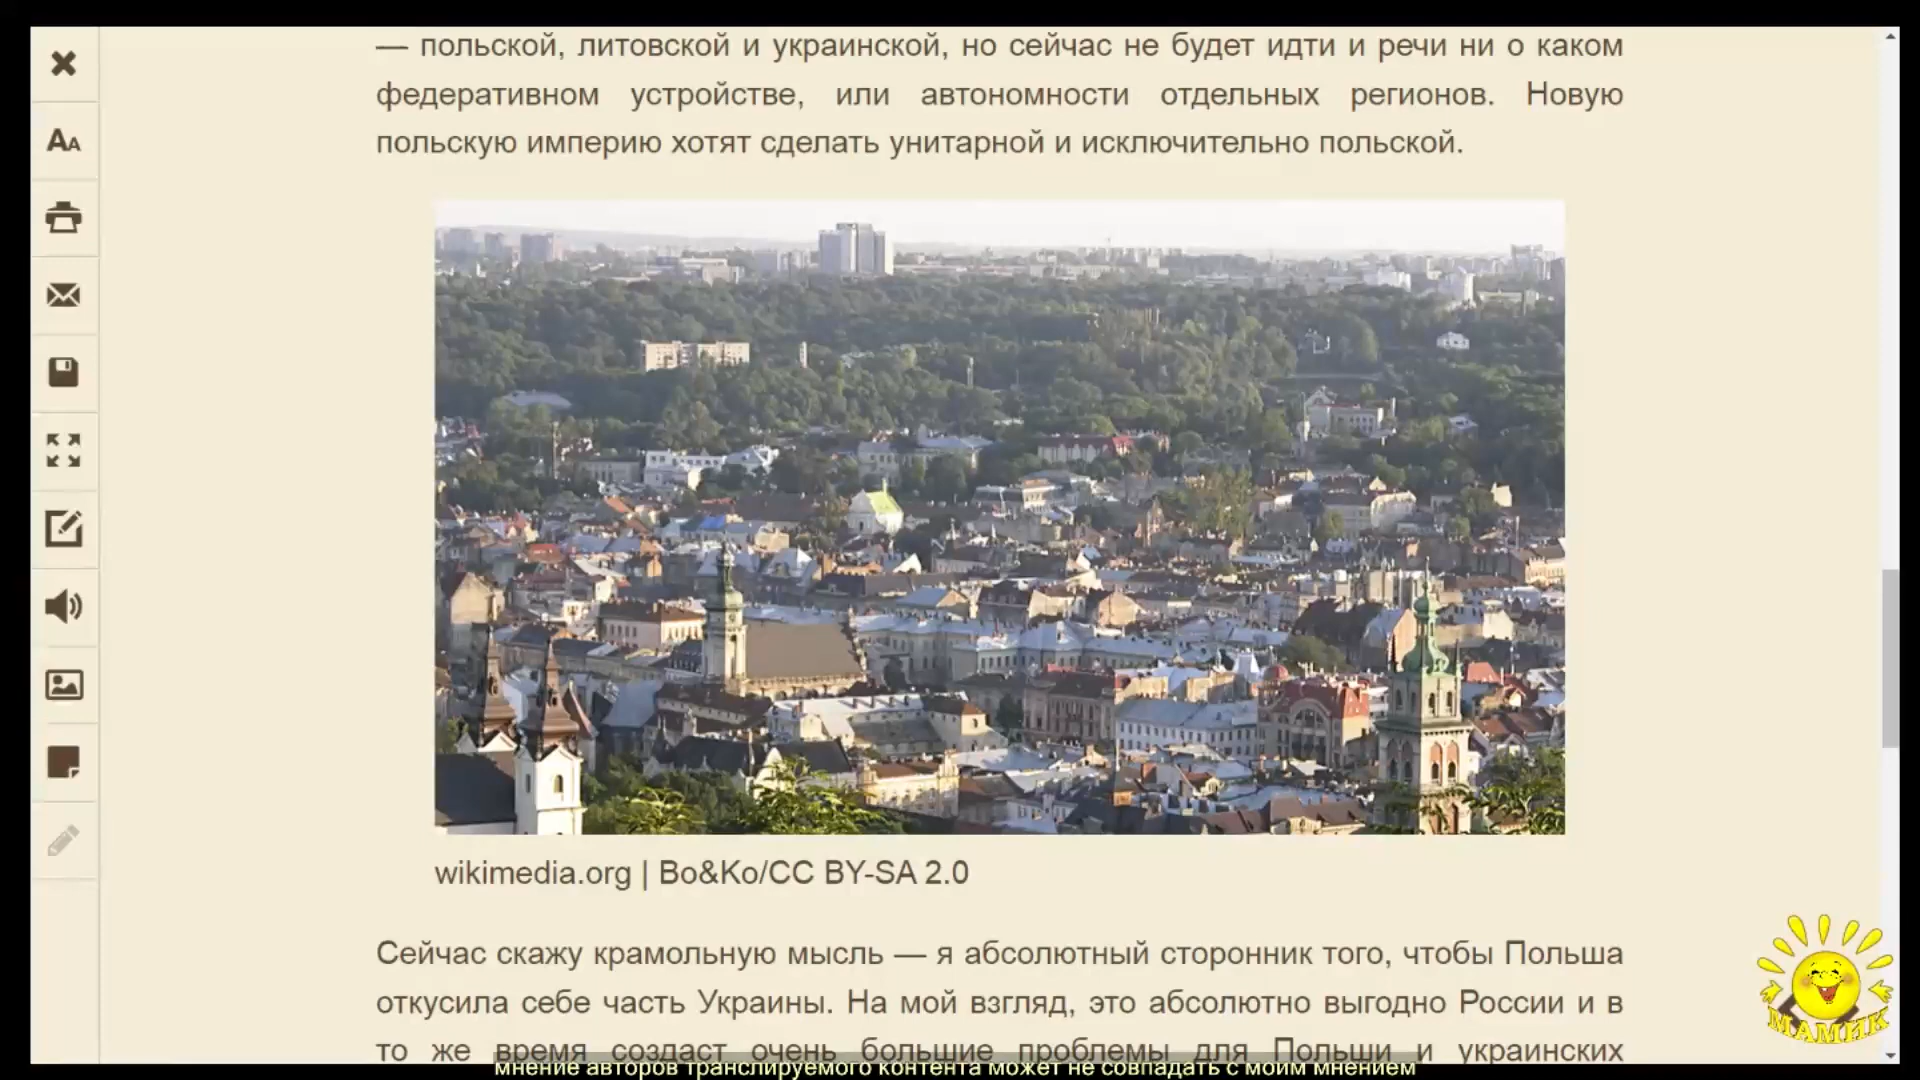 — польской, литовской и украинской, но сейчас не будет идти и речи ни о каком
федеративном устройстве, или автономности отдельных регионов. Новую
польскую империю хотят сделать унитарной и исключительно польской.
wikimedia.org | Bo&Ko/CC BY-SA 2.0
Сейчас скажу крамольную мысль — я абсолютный сторонник того, чтобы Польша
откусила себе часть Украины. На мой взгляд, это абсолютно выгодно России и в
то же время создаст очень большие проблемы для Польши и украинских
мнение авторов транслируемого контента может не совпадать с моим мнением
AA
МАМИК